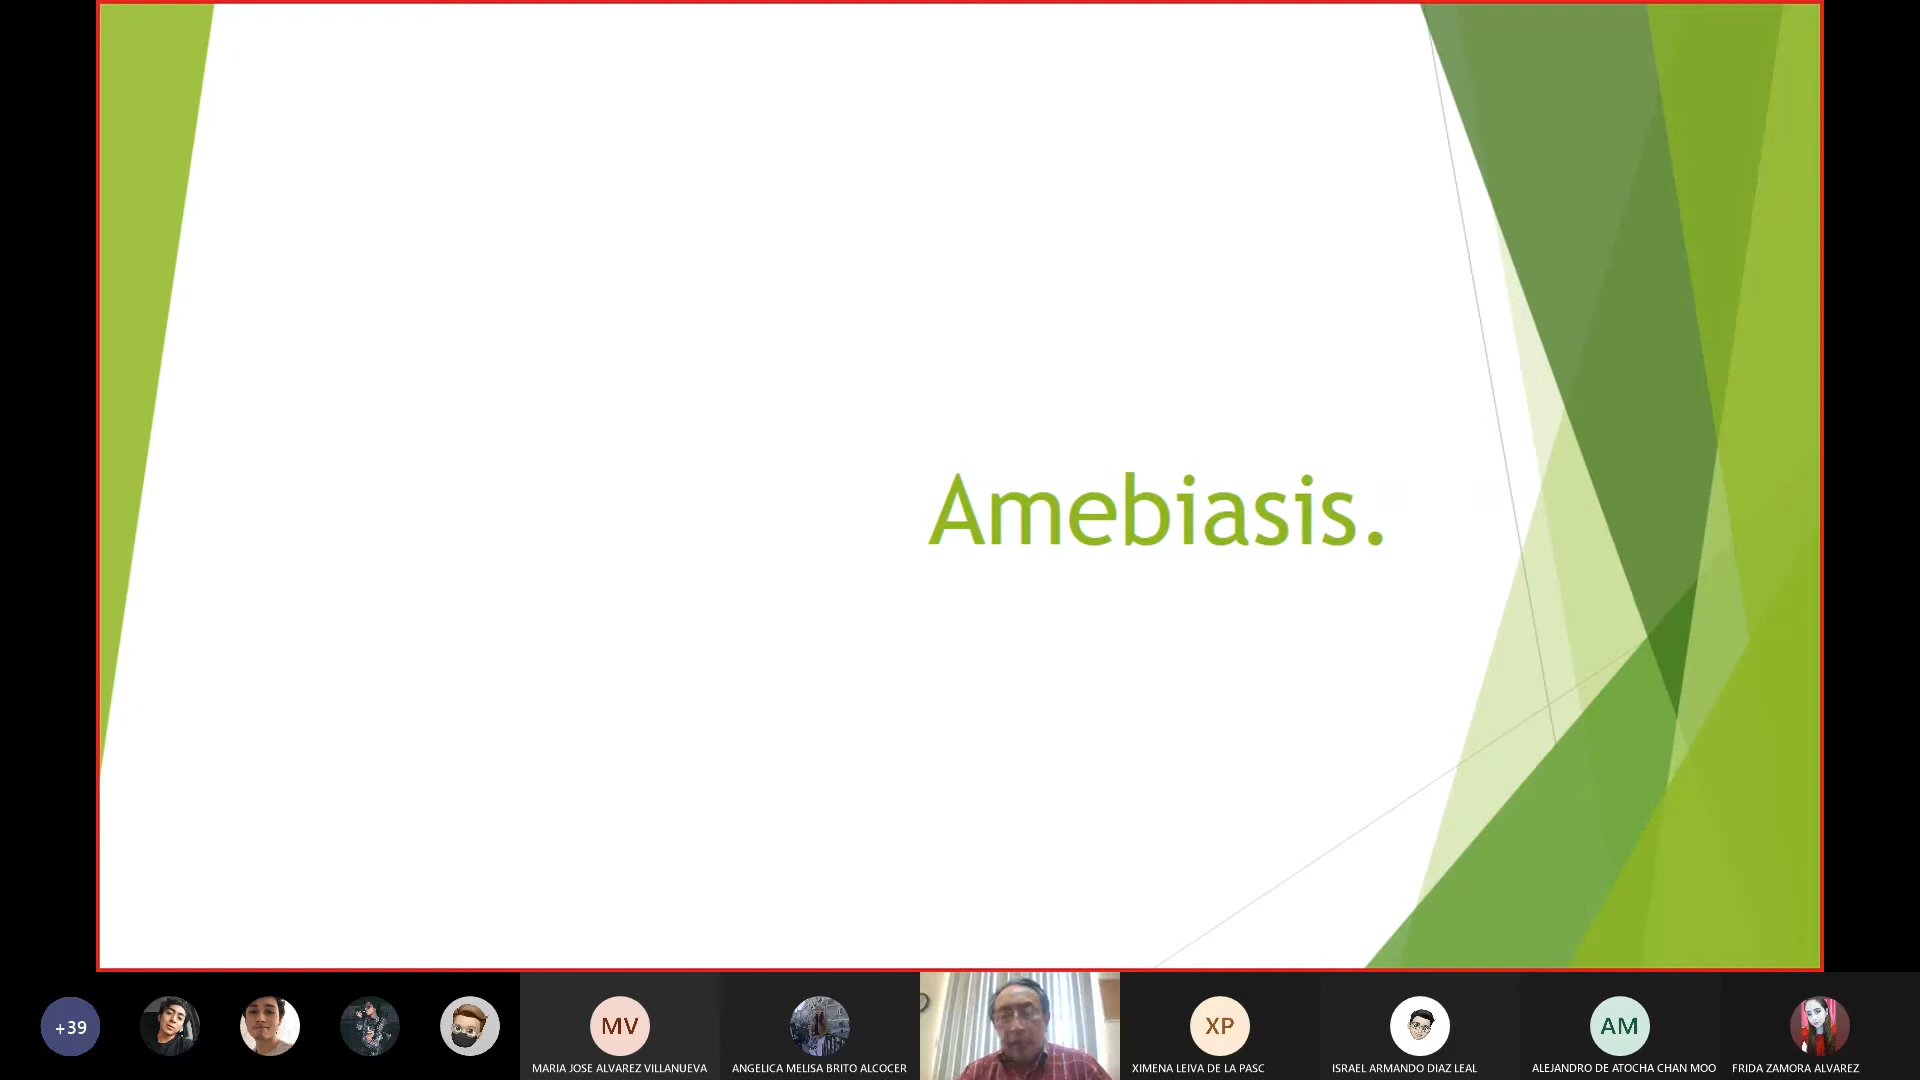 Amebiasis.
+39
MV
MARIA JOSE ALVAREZ VILLANUEVA
ANGELICA MELISA BRITO ALCOCER
XP
XIMENA LEIVA DE LA PASC
ISRAEL ARMANDO DIAZ LEAL
AM
ALEJANDRO DE ATOCHA CHAN MOO
FRIDA ZAMORA ALVAREZ